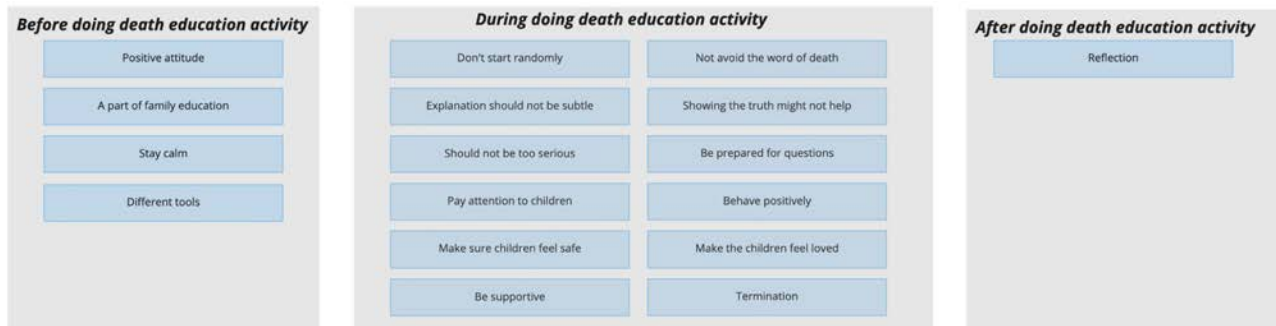 Before doing death education activity
Positive attitude
A part of family education
Stay calm
Different tools
During doing death education activity
Don't start randomly
Not avoid the word of death
Explanation should not be subtle
Showing the truth might not help
Should not be too serious
Be prepared for questions
Pay attention to children
Behave positively
Make sure children feel safe
Make the children feel loved
Be supportive
Termination
After doing death education activity
Reflection